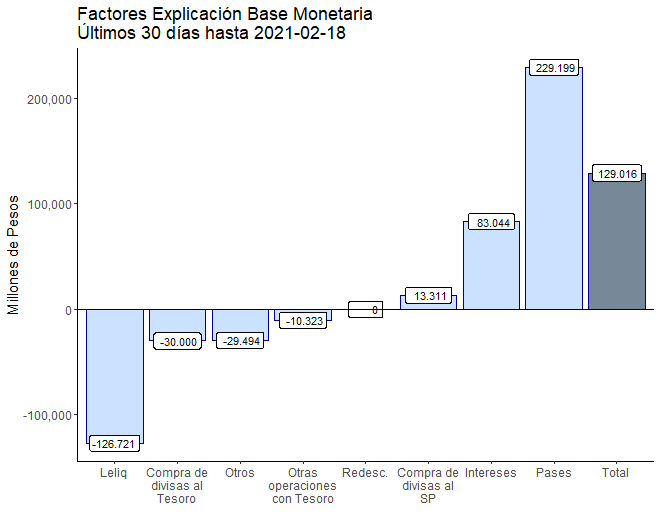 Factores Explicación Base Monetaria
Últimos 30 días hasta 2021-02-18
Millones de Pesos
200,000
100,000
0
-100,000
-126.721
-30.000
-29.494
-10.323
0
13.311
83.044
229.199
129.016
Leliq
Compra de
divisas al
Tesoro
Otros
Otras
operaciones
con Tesoro
Redesc.
Compra de
divisas al
SP
Intereses
Pases
Total